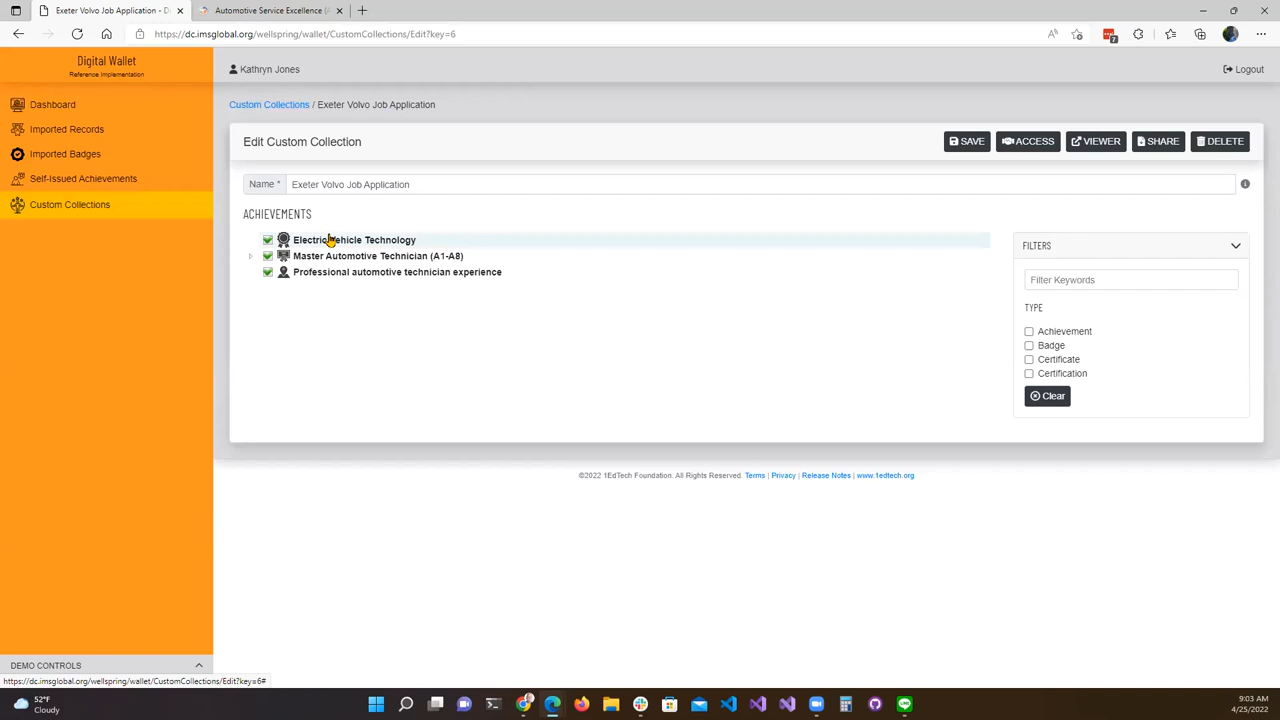 Exeter Volvo Job Application - D
Automotive Service Excellence (A
https://dc.imsglobal.org/wellspring/wallet/CustomCollections/Edit?key=6
7
Digital Wallet
Reference Implementation
Kathryn Jones
Logout
Dashboard
Imported Records
Imported Badges
Self-Issued Achievements
Custom Collections
Custom Collections / Exeter Volvo Job Application
Edit Custom Collection
SAVE
ACCESS
VIEWER
SHARE
DELETE
Name *
Exeter Volvo Job Application
ACHIEVEMENTS
Electric Vehicle Technology
Master Automotive Technician (A1-A8)
Professional automotive technician experience
FILTERS
Filter Keywords
TYPE
Achievement
Badge
Certificate
Certification
Clear
©2022 1EdTech Foundation. All Rights Reserved. Terms | Privacy | Release Notes | www.1edtech.org
DEMO CONTROLS
https://dc.imsglobal.org/wellspring/wallet/CustomCollections/Edit?key=6#
52°F
Cloudy
9:03 AM
4/25/2022